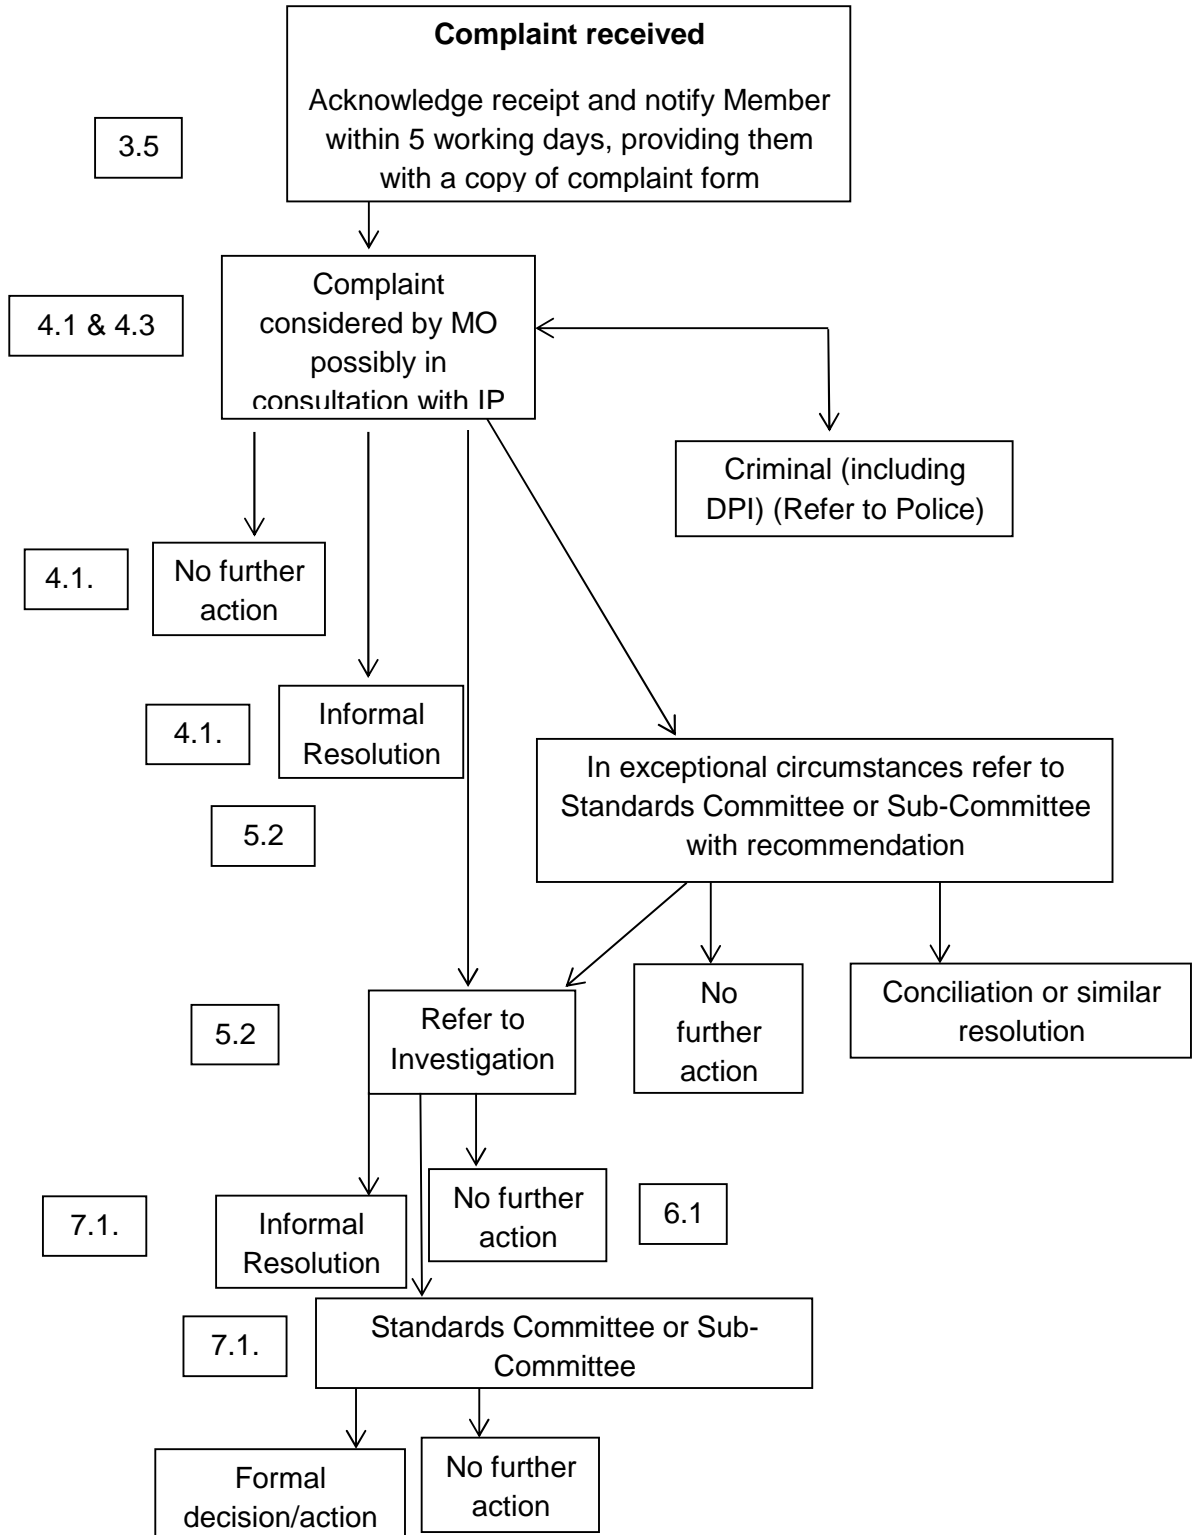 Complaint received
Acknowledge receipt and notify Member
within 5 working days, providing them
with a copy of complaint form
3.5
Complaint
considered by MO
possibly in
consultation with IP
4.1 & 4.3
Criminal (including
DPI) (Refer to Police)
4.1.
No further
action
4.1.
Informal
Resolution
In exceptional circumstances refer to
Standards Committee or Sub-Committee
with recommendation
5.2
5.2
Refer to
Investigation
No
further
action
Conciliation or similar
resolution
7.1.
Informal
Resolution
No further
action
6.1
7.1.
Standards Committee or Sub-
Committee
Formal
decision/action
No further
action